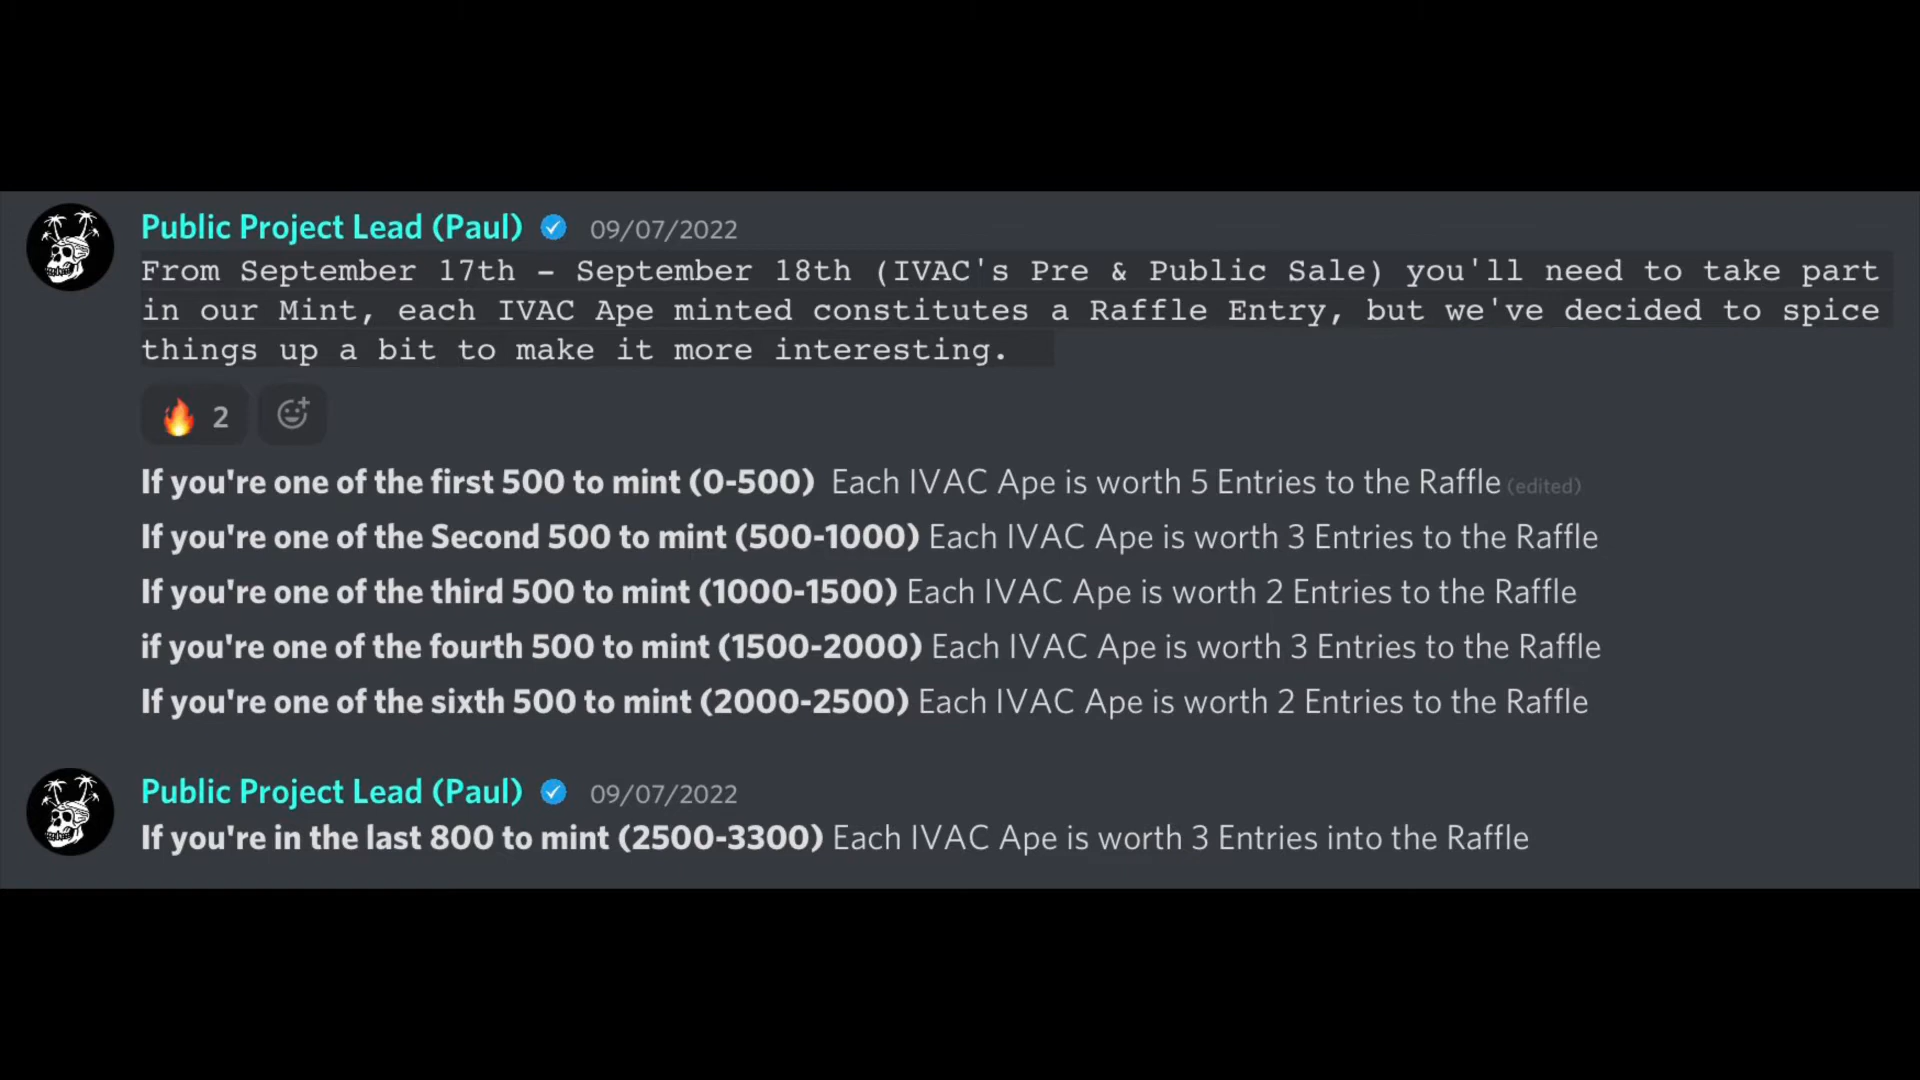 Public Project Lead (Paul) 09/07/2022
From September 17th – September 18th (IVAC's Pre & Public Sale) you'll need to take part
in our Mint, each IVAC Ape minted constitutes a Raffle Entry, but we've decided to spice
things up a bit to make it more interesting.
2
If you're one of the first 500 to mint (0-500) Each IVAC Ape is worth 5 Entries to the Raffle (edited)
If you're one of the Second 500 to mint (500-1000) Each IVAC Ape is worth 3 Entries to the Raffle
If you're one of the third 500 to mint (1000-1500) Each IVAC Ape is worth 2 Entries to the Raffle
if you're one of the fourth 500 to mint (1500-2000) Each IVAC Ape is worth 3 Entries to the Raffle
If you're one of the sixth 500 to mint (2000-2500) Each IVAC Ape is worth 2 Entries to the Raffle
Public Project Lead (Paul) 09/07/2022
If you're in the last 800 to mint (2500-3300) Each IVAC Ape is worth 3 Entries into the Raffle